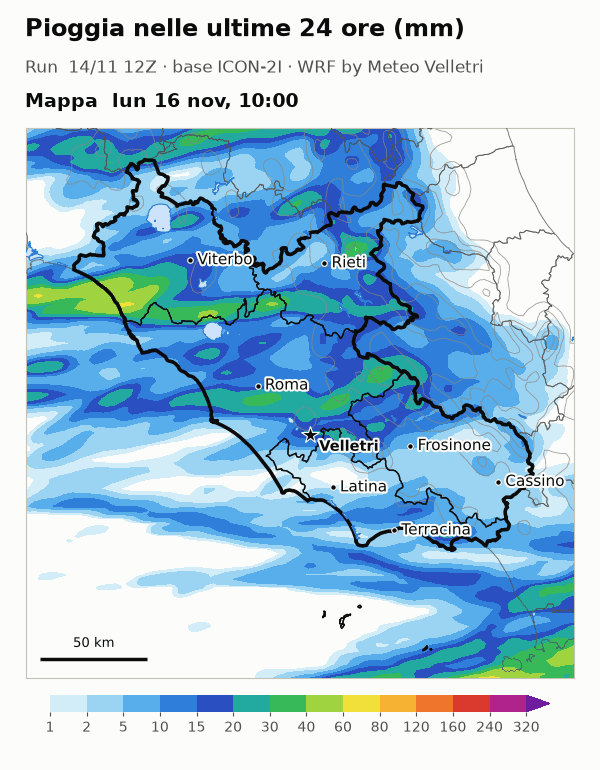 Pioggia nelle ultime 24 ore (mm)
Run 14/11 12Z · base ICON-2I · WRF by Meteo Velletri
Mappa lun 16 nov, 10:00
Viterbo
Rieti
Roma
Velletri
Frosinone
Latina
Cassino
Terracina
50 km
1 2 5 10 15 20 30 40 60 80 120 160 240 320